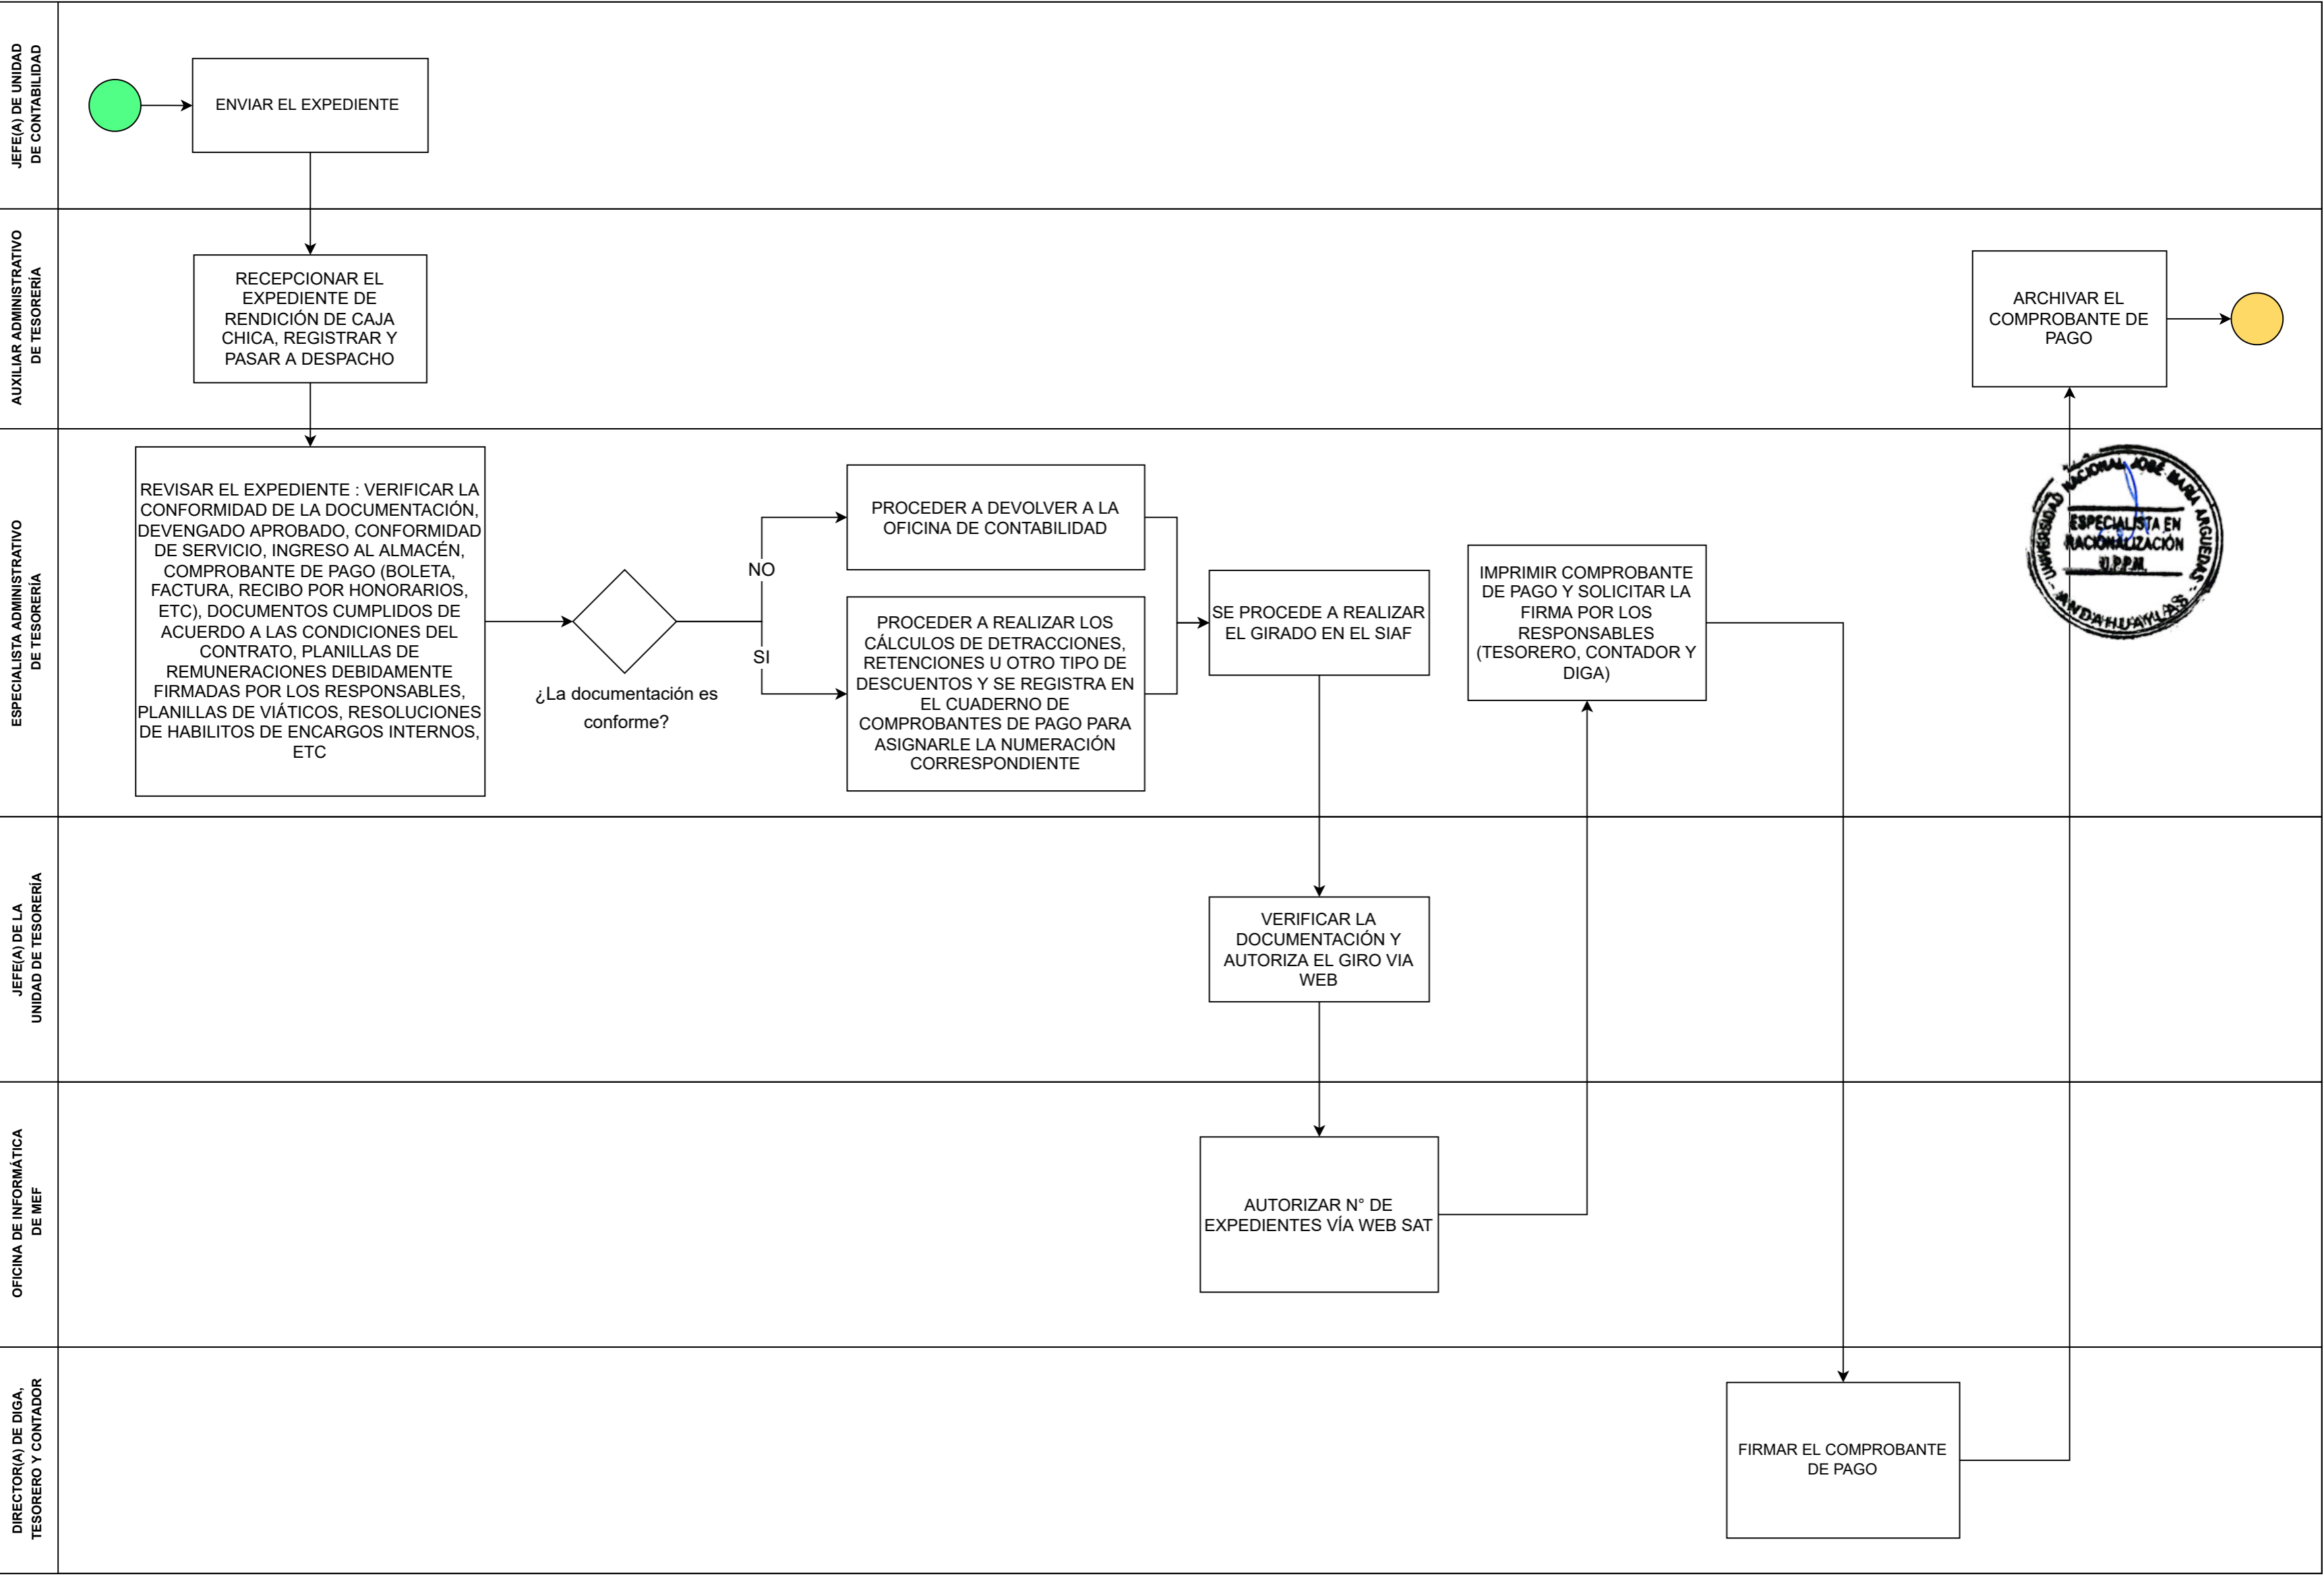 JEFE(A) DE UNIDAD
DE CONTABILIDAD
ENVIAR EL EXPEDIENTE
AUXILIAR ADMINISTRATIVO
DE TESORERÍA
RECEPCIONAR EL
EXPEDIENTE DE
RENDICIÓN DE CAJA
CHICA, REGISTRAR Y
PASAR A DESPACHO
ARCHIVAR EL
COMPROBANTE DE
PAGO
ESPECIALISTA ADMINISTRATIVO
DE TESORERÍA
REVISAR EL EXPEDIENTE : VERIFICAR LA
CONFORMIDAD DE LA DOCUMENTACIÓN,
DEVENGADO APROBADO, CONFORMIDAD
DE SERVICIO, INGRESO AL ALMACÉN,
COMPROBANTE DE PAGO (BOLETA,
FACTURA, RECIBO POR HONORARIOS,
ETC), DOCUMENTOS CUMPLIDOS DE
ACUERDO A LAS CONDICIONES DEL
CONTRATO, PLANILLAS DE
REMUNERACIONES DEBIDAMENTE
FIRMADAS POR LOS RESPONSABLES,
PLANILLAS DE VIÁTICOS, RESOLUCIONES
DE HABILITOS DE ENCARGOS INTERNOS,
ETC
¿La documentación es
conforme?
NO
SI
PROCEDER A DEVOLVER A LA
OFICINA DE CONTABILIDAD
PROCEDER A REALIZAR LOS
CÁLCULOS DE DETRACCIONES,
RETENCIONES U OTRO TIPO DE
DESCUENTOS Y SE REGISTRA EN
EL CUADERNO DE
COMPROBANTES DE PAGO PARA
ASIGNARLE LA NUMERACIÓN
CORRESPONDIENTE
SE PROCEDE A REALIZAR
EL GIRADO EN EL SIAF
IMPRIMIR COMPROBANTE
DE PAGO Y SOLICITAR LA
FIRMA POR LOS
RESPONSABLES
(TESORERO, CONTADOR Y
DIGA)
UNIVERSIDAD NACIONAL JOSÉ MARÍA ARGUEDAS
ESPECIALISTA EN
RACIONALIZACIÓN
U.P.P.M.
- ANDAHUAYLAS -
JEFE(A) DE LA
UNIDAD DE TESORERÍA
VERIFICAR LA
DOCUMENTACIÓN Y
AUTORIZA EL GIRO VIA
WEB
OFICINA DE INFORMÁTICA
DE MEF
AUTORIZAR N° DE
EXPEDIENTES VÍA WEB SAT
DIRECTOR(A) DE DIGA,
TESORERO Y CONTADOR
FIRMAR EL COMPROBANTE
DE PAGO